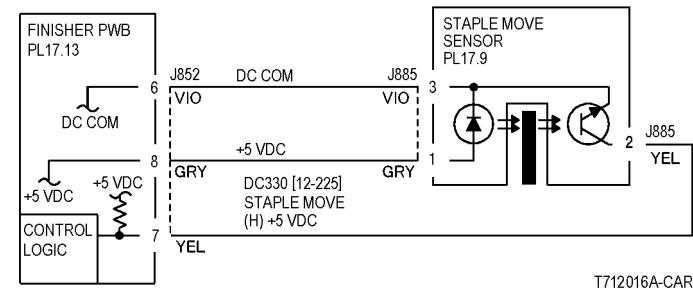 FINISHER PWB
PL17.13
DC COM
+5 VDC
+5 VDC
CONTROL
LOGIC
6
8
7
J852
VIO
GRY
YEL
DC COM
+5 VDC
DC330 [12-225]
STAPLE MOVE
(H) +5 VDC
J885
VIO
GRY
STAPLE MOVE
SENSOR
PL17.9
3
1
2
J885
YEL
T712016A-CAR